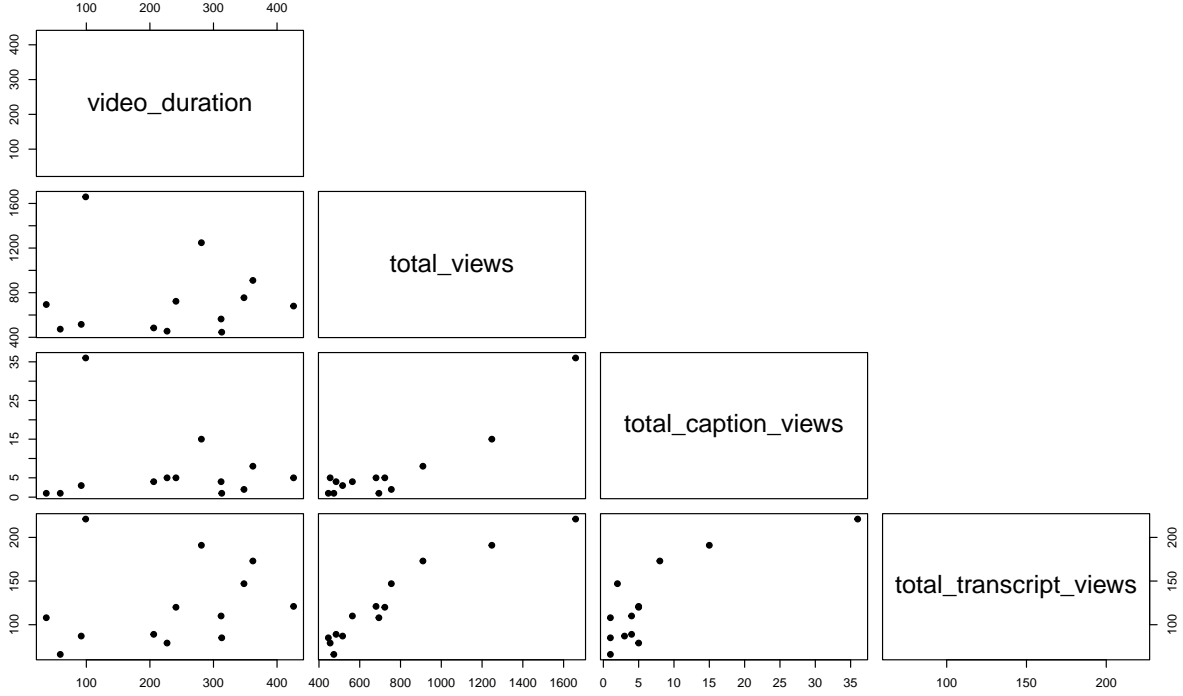 100 200 300 400
100 200 300 400
video_duration
400 800 1200 1600
total_views
0 5 15 25 35
total_caption_views
100 150 200
total_transcript_views
100 150 200
100 200 300 400
400 600 800 1000 1200 1400 1600
0 5 10 15 20 25 30 35
100 150 200